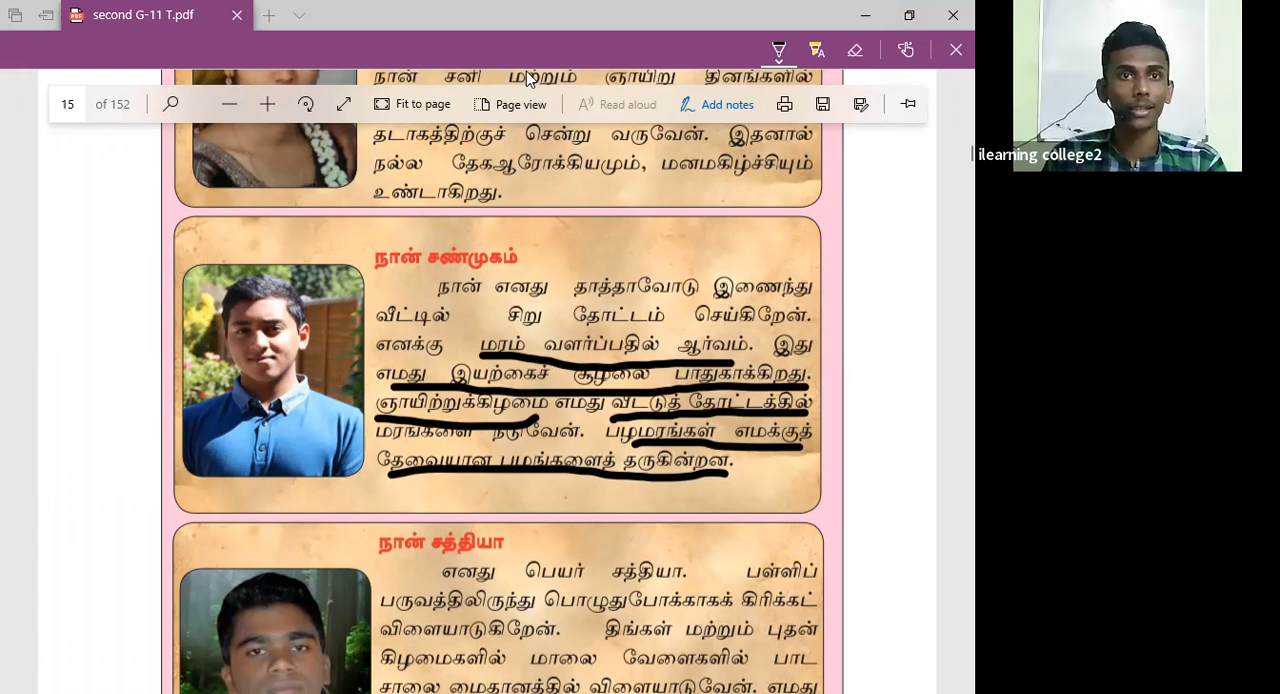 second G-11 T.pdf
நான் சனி மற்றும் ஞாயிறு தினங்களில்
15 of 152 Fit to page Page view Read aloud Add notes
தடாகத்திற்குச் சென்று வருவேன். இதனால்
நல்ல தேகஆரோக்கியமும், மனமகிழ்ச்சியும்
உண்டாகிறது.
ilearning college2
நான் சண்முகம்
நான் எனது தாத்தாவோடு இணைந்து
வீட்டில் சிறு தோட்டம் செய்கிறேன்.
எனக்கு மரம் வளர்ப்பதில் ஆர்வம். இது
எமது இயற்கைச் சூழலை பாதுகாக்கிறது.
ஞாயிற்றுக்கிழமை எமது வீட்டுத் தோட்டத்தில்
மரங்களை நடுவேன். பழமரங்கள் எமக்குத்
தேவையான பழங்களைத் தருகின்றன.
நான் சத்தியா
எனது பெயர் சத்தியா. பள்ளிப்
பருவத்திலிருந்து பொழுதுபோக்காகக் கிரிக்கட்
விளையாடுகிறேன். திங்கள் மற்றும் புதன்
கிழமைகளில் மாலை வேளைகளில் பாட
சாலை மைதானத்தில் விளையாடுவேன். எமது